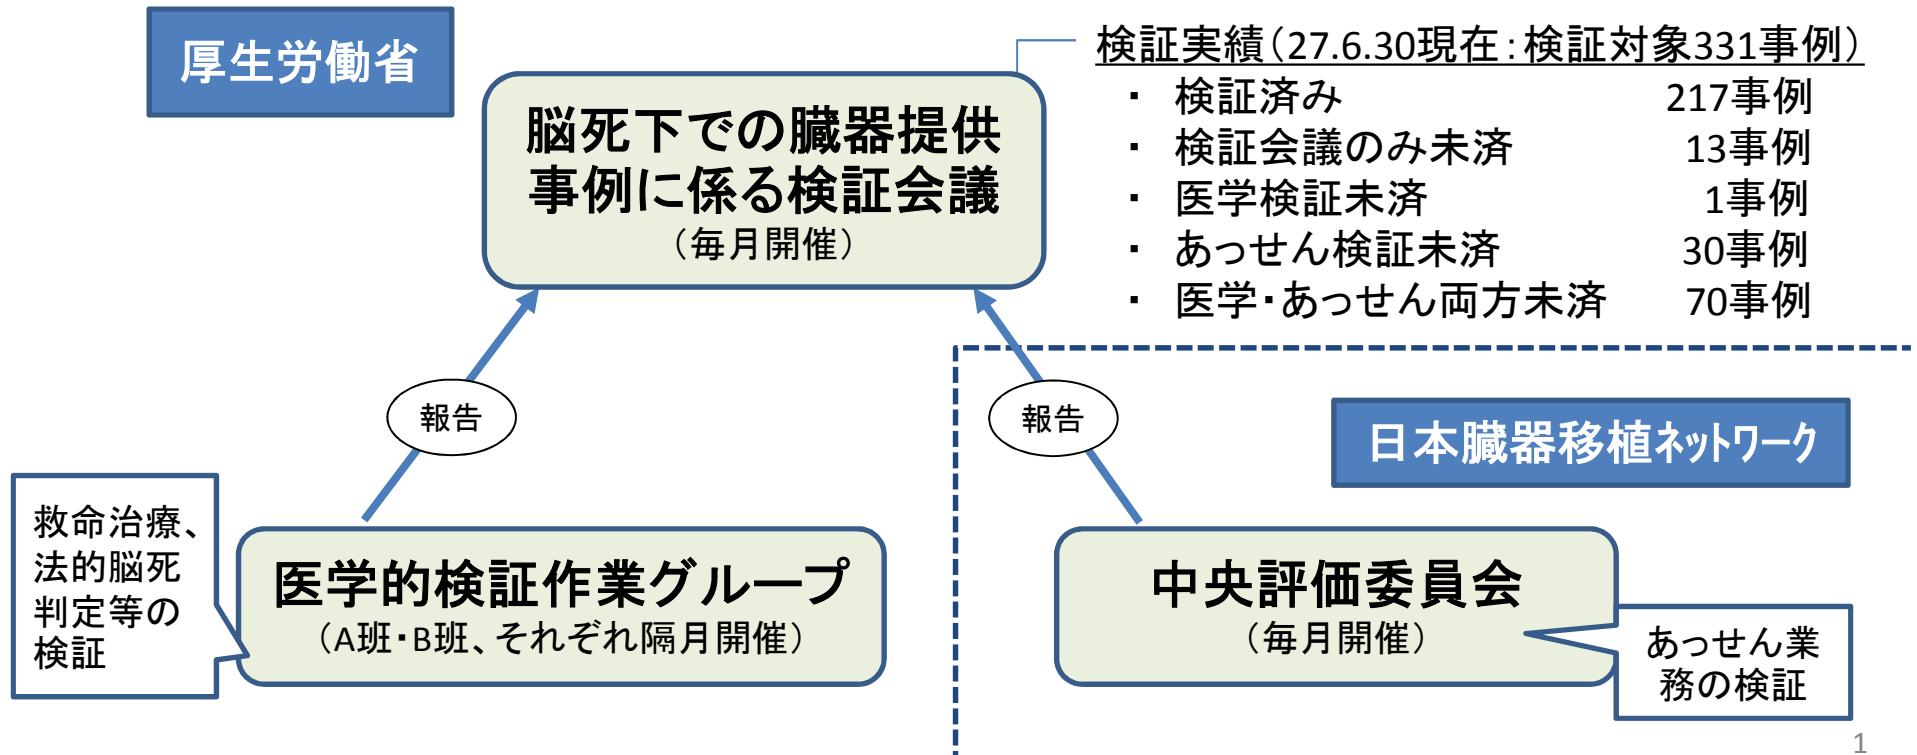 厚生労働省
脳死下での臓器提供
事例に係る検証会議
（毎月開催）
検証実績（27.6.30現在：検証対象331事例）
・ 検証済み 217事例
・ 検証会議のみ未済 13事例
・ 医学検証未済 1事例
・ あっせん検証未済 30事例
・ 医学・あっせん両方未済 70事例
報告
報告
日本臓器移植ネットワーク
救命治療、
法的脳死
判定等の
検証
医学的検証作業グループ
（A班・B班、それぞれ隔月開催）
中央評価委員会
（毎月開催）
あっせん業
務の検証
1